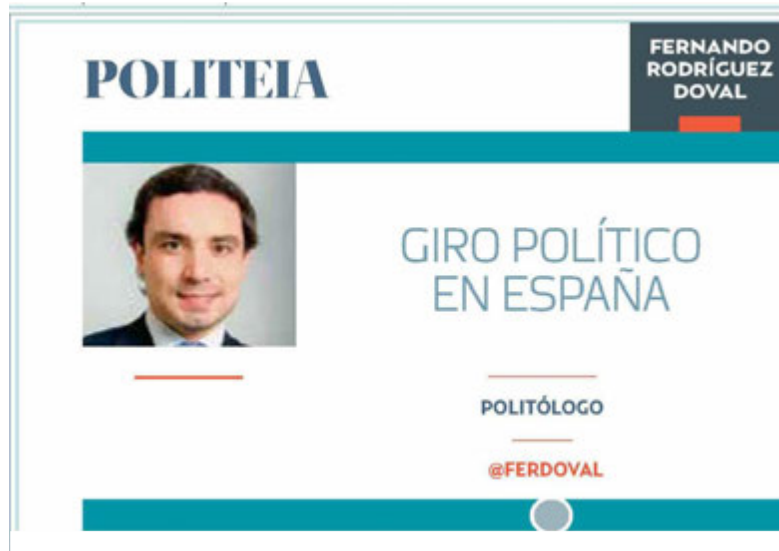 POLITEIA
FERNANDO
RODRÍGUEZ
DOVAL
GIRO POLÍTICO
EN ESPAÑA
POLITÓLOGO
@FERDOVAL